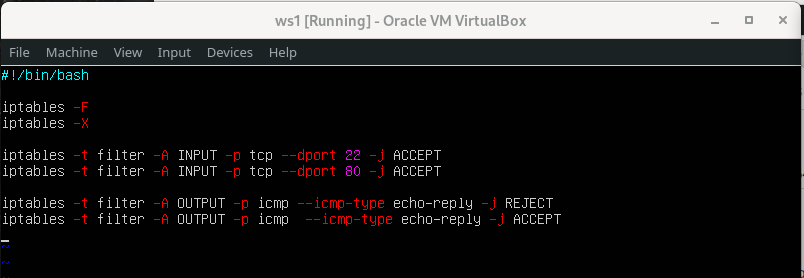 ws1 [Running] - Oracle VM VirtualBox
File Machine View Input Devices Help
#!/bin/bash
iptables -F
iptables -X
iptables -t filter -A INPUT -p tcp --dport 22 -j ACCEPT
iptables -t filter -A INPUT -p tcp --dport 80 -j ACCEPT
iptables -t filter -A OUTPUT -p icmp --icmp-type echo-reply -j REJECT
iptables -t filter -A OUTPUT -p icmp  --icmp-type echo-reply -j ACCEPT
~
~